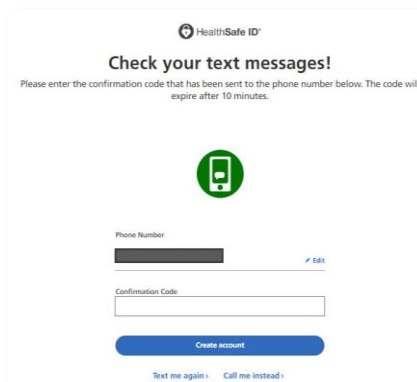 HealthSafe ID®
Check your text messages!
Please enter the confirmation code that has been sent to the phone number below. The code will
expire after 10 minutes.
Phone Number
Edit
Confirmation Code
Create account
Text me again ›
Call me instead ›